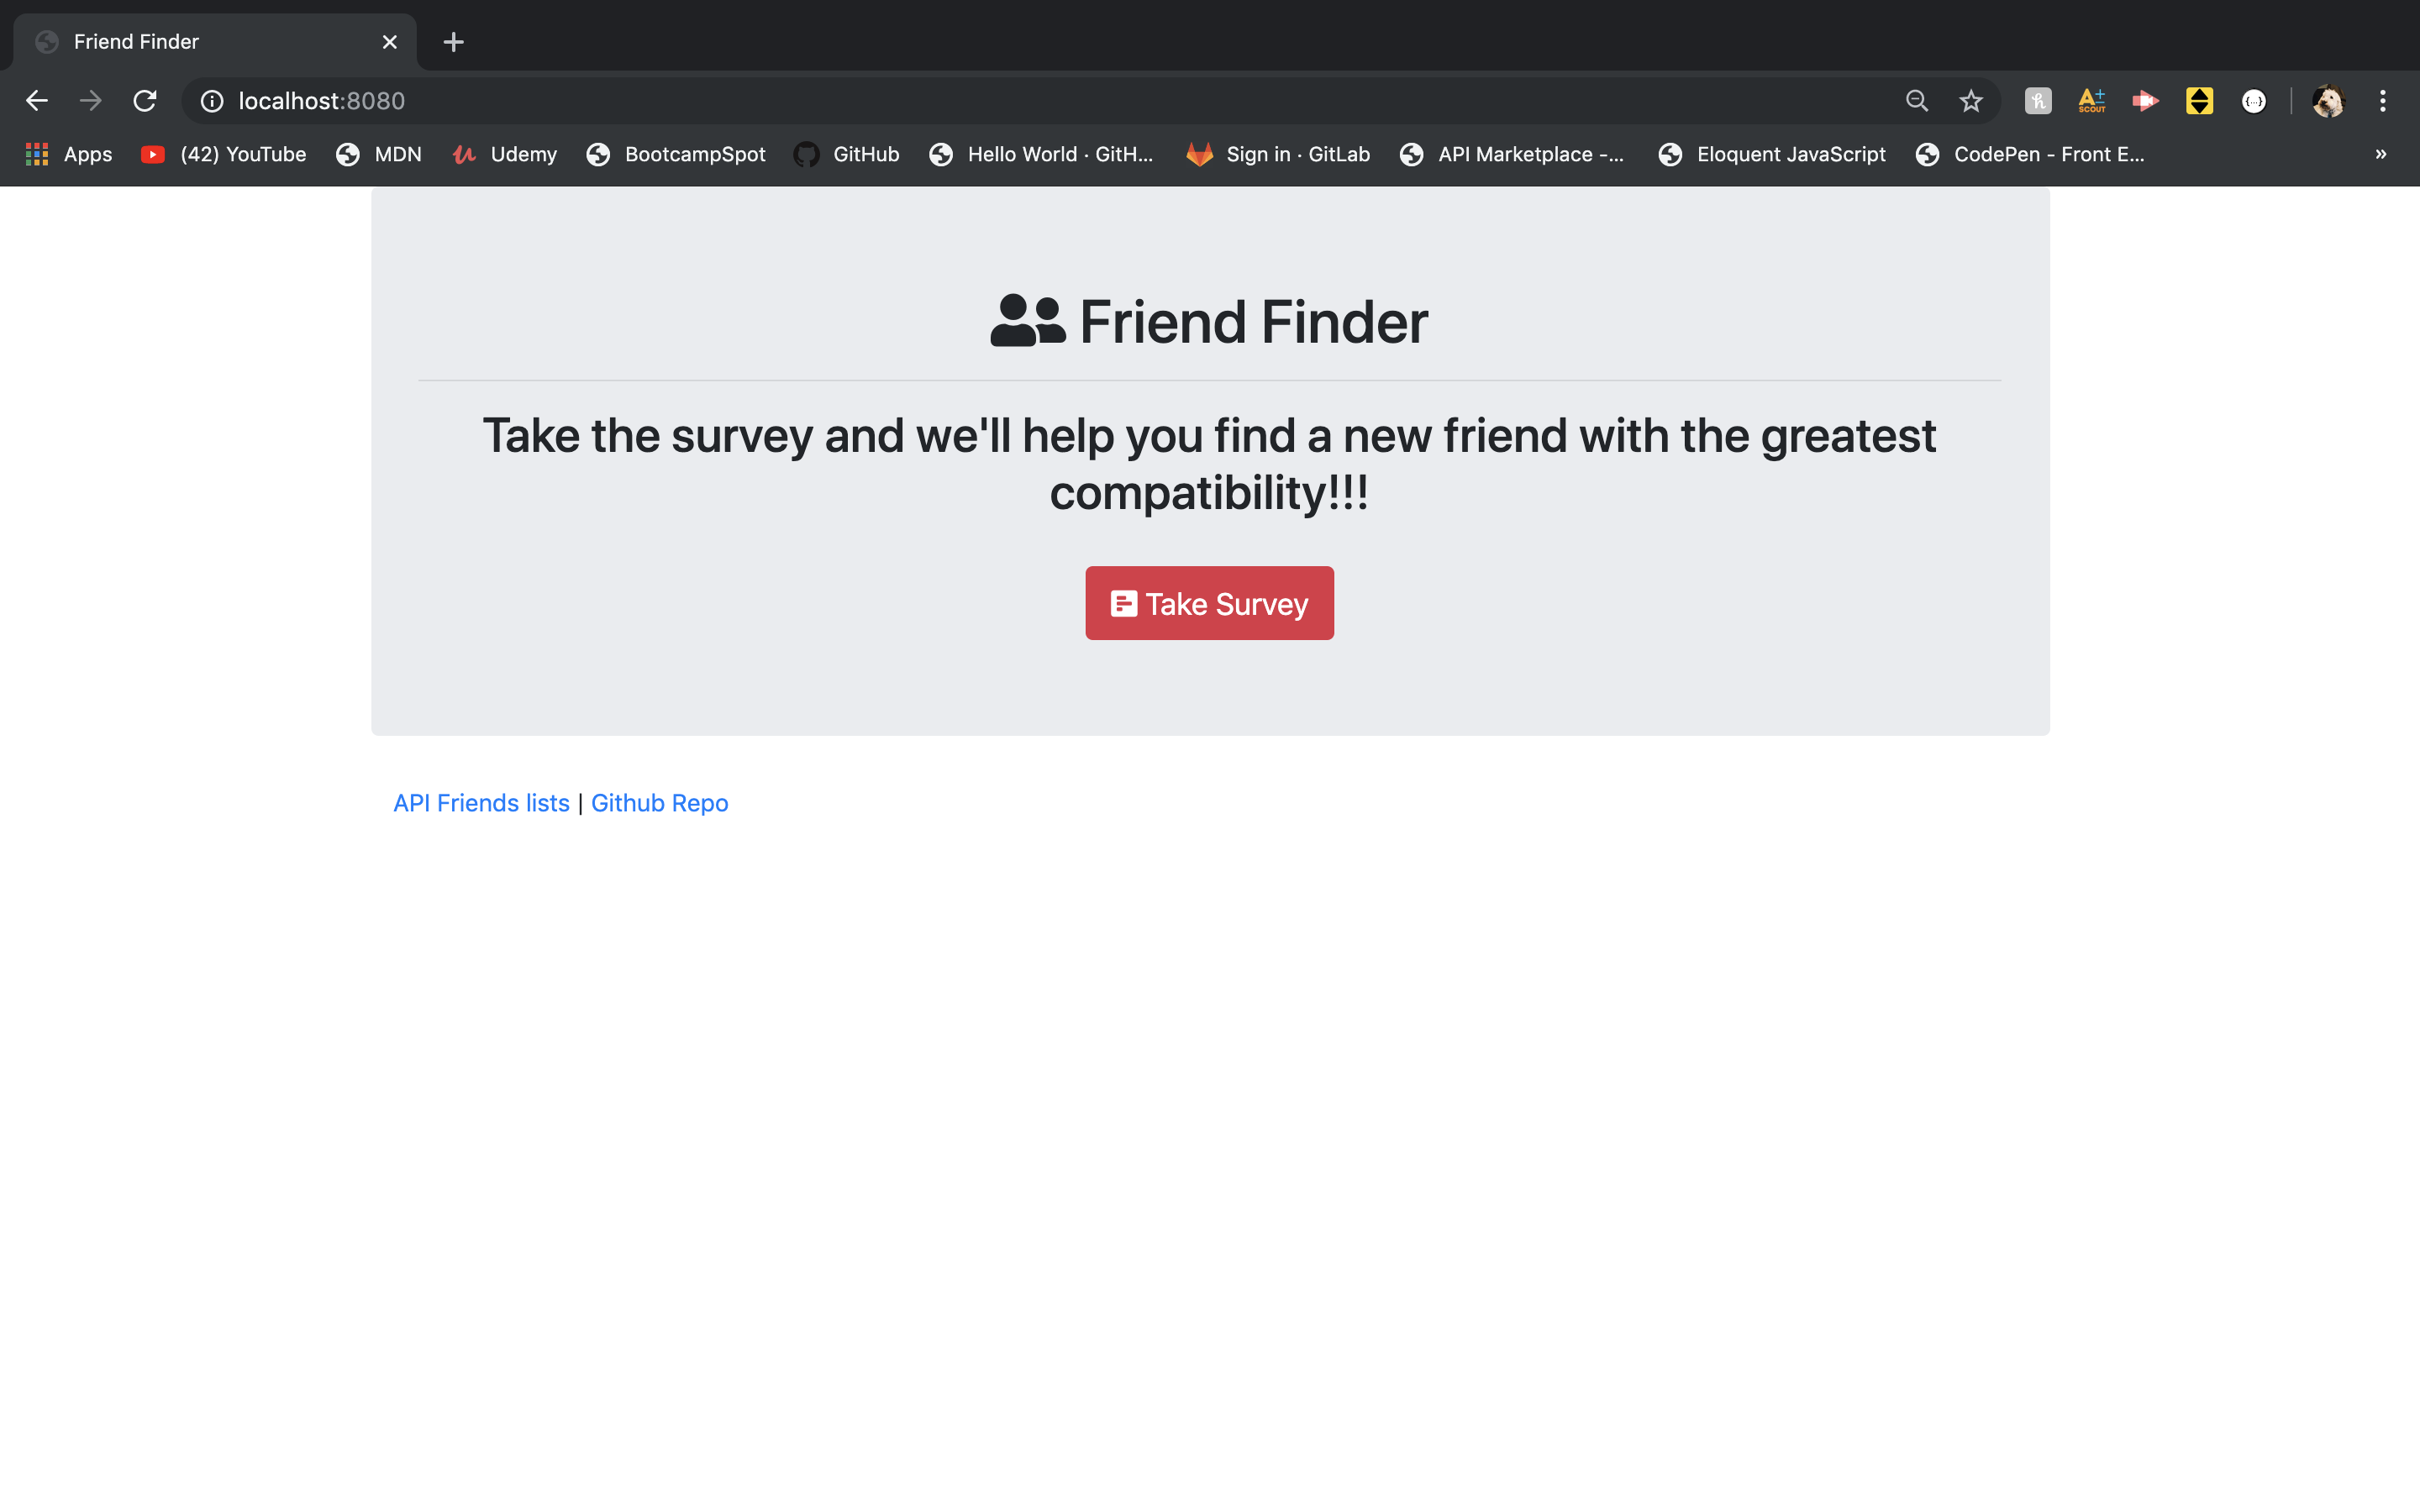 Friend Finder
localhost:8080
Apps (42) YouTube MDN Udemy BootcampSpot GitHub Hello World · GitH... Sign in · GitLab API Marketplace -... Eloquent JavaScript CodePen - Front E... »
A± SCOUT
Friend Finder
Take the survey and we'll help you find a new friend with the greatest
compatibility!!!
Take Survey
API Friends lists | Github Repo